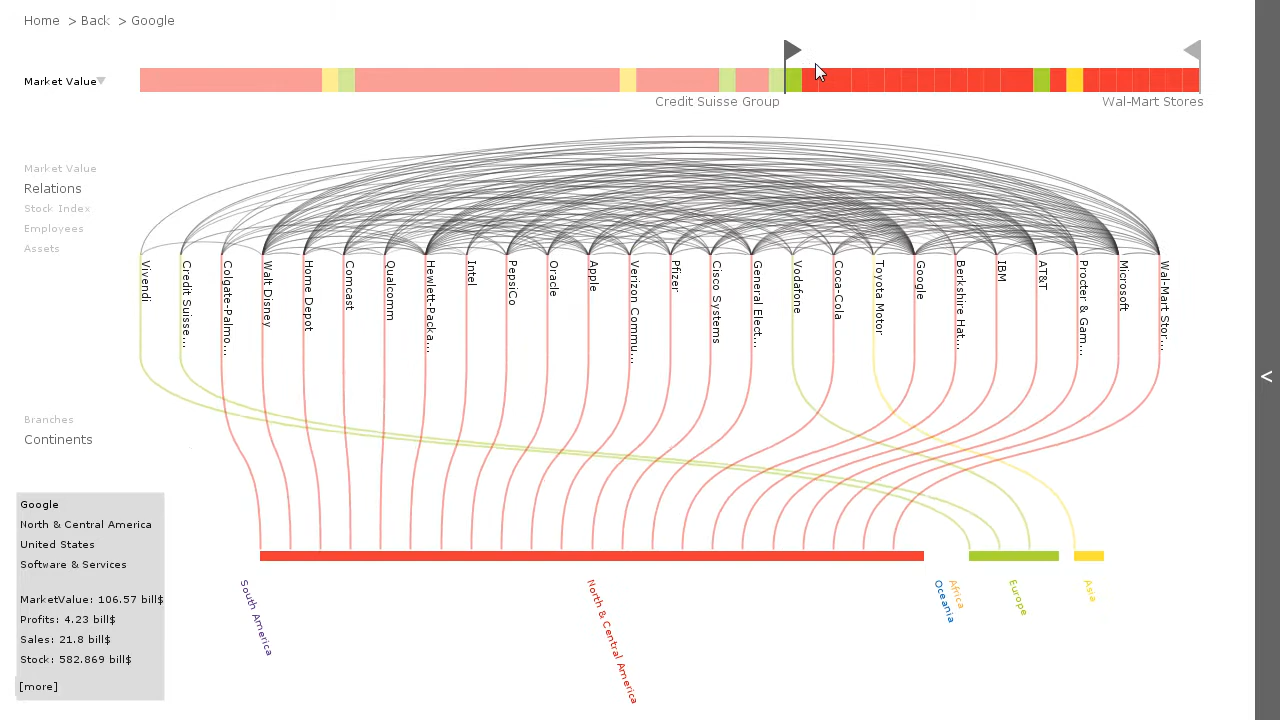 Home > Back > Google
Market Value
Credit Suisse Group
Wal-Mart Stores
Market Value
Relations
Stock Index
Employees
Assets
Vivendi
Credit Suisse...
Colgate-Palmo...
Walt Disney
Home Depot
Comcast
Qualcomm
Hewlett-Packa...
Intel
PepsiCo
Oracle
Apple
Verizon Commu...
Pfizer
Cisco Systems
General Elect...
Vodafone
Coca-Cola
Toyota Motor
Google
Berkshire Hat...
IBM
AT&T
Procter & Gam...
Microsoft
Wal-Mart Stor...
<
Branches
Continents
Google
North & Central America
United States
Software & Services
MarketValue: 106.57 bill$
Profits: 4.23 bill$
Sales: 21.8 bill$
Stock: 582.869 bill$
[more]
South America
North & Central America
Oceania
Africa
Europe
Asia